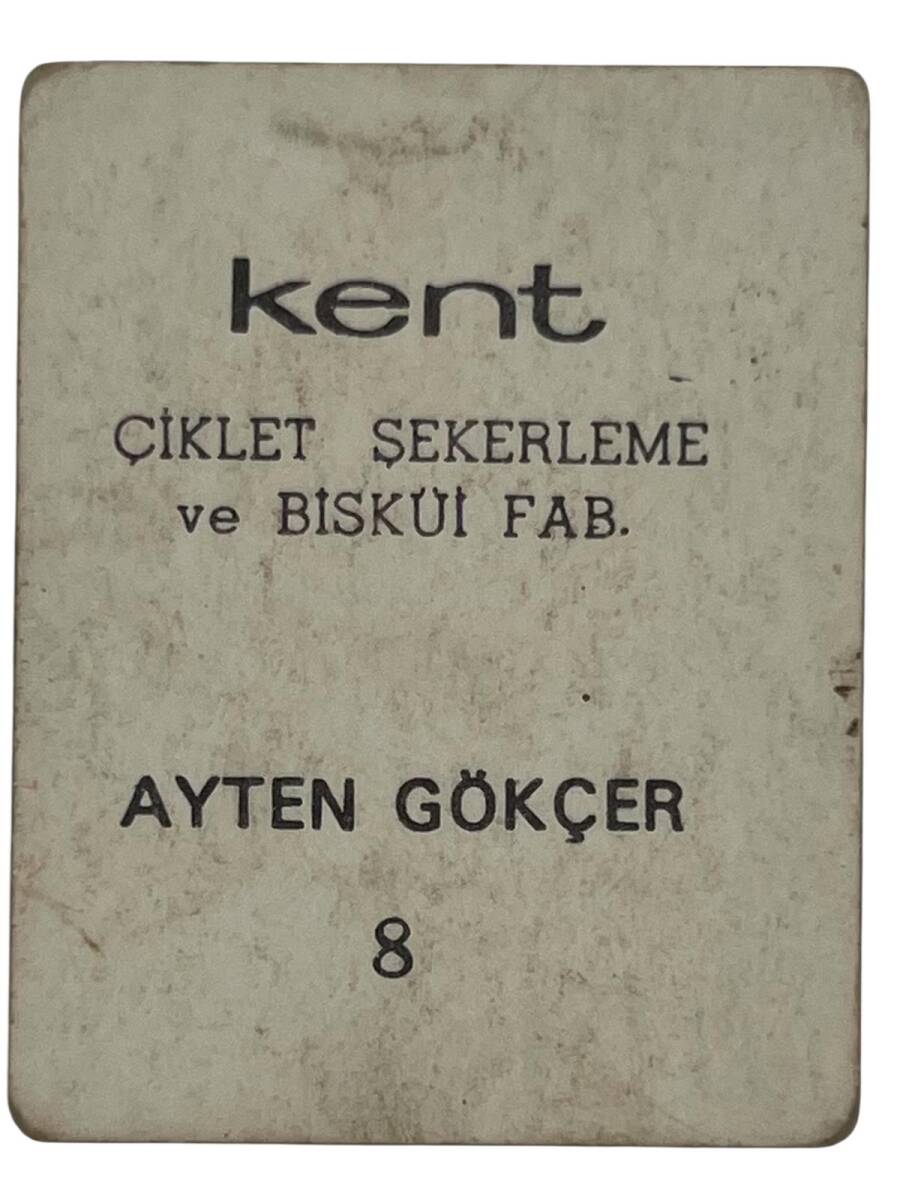 kent
ÇİKLET ŞEKERLEME
ve BİSKÜİ FAB.
AYTEN GÖKÇER
8